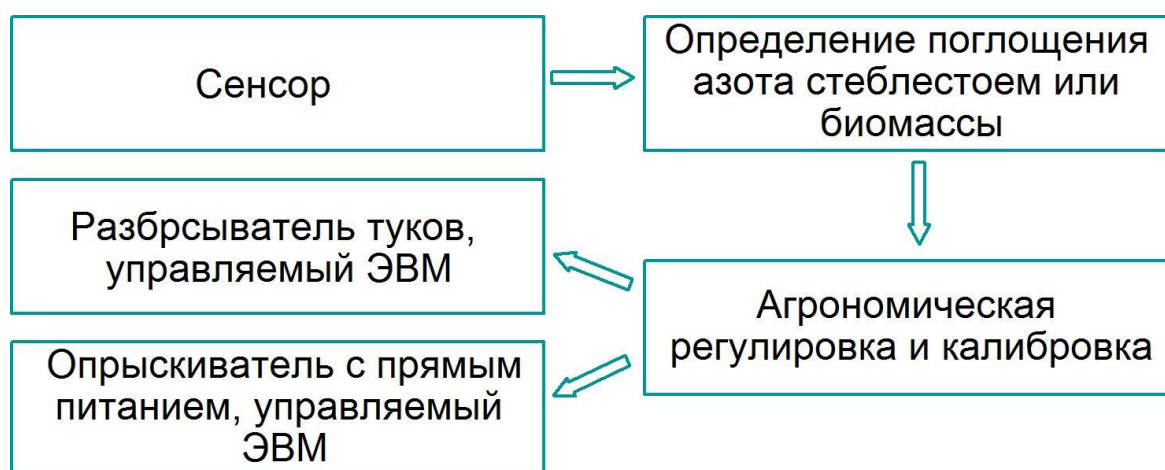 Сенсор
Определение поглощения
азота стеблестоем или
биомассы
Разбрсыватель туков,
управляемый ЭВМ
Агрономическая
регулировка и калибровка
Опрыскиватель с прямым
питанием, управляемый
ЭВМ